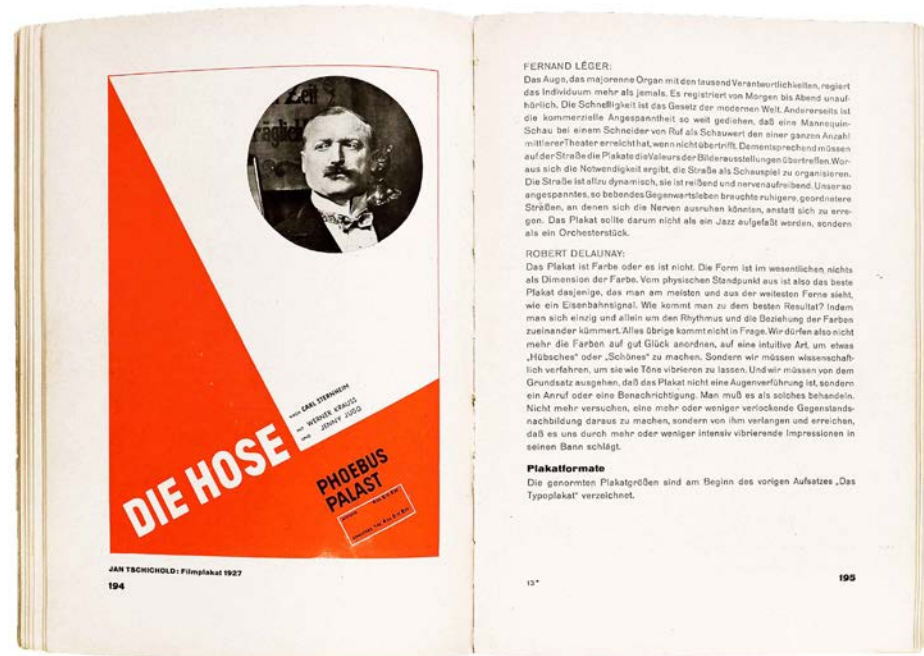 n Zeit
räglich
DIE HOSE
NACH CARL STERNHEIM
MIT WERNER KRAUSS
UND JENNY JUGO
PHOEBUS
PALAST
JAN TSCHICHOLD: Filmplakat 1927
194
FERNAND LÉGER:
Das Auge, das majorenne Organ mit den tausend Verantwortlichkeiten, regiert
das Individuum mehr als jemals. Es registriert von Morgen bis Abend unauf-
hörlich. Die Schnelligkeit ist das Gesetz der modernen Welt. Andererseits ist
die kommerzielle Angespanntheit so weit gediehen, daß eine Mannequin-
Schau bei einem Schneider von Ruf als Schauwert den einer ganzen Anzahl
mittlerer Theater erreicht hat, wenn nicht übertrifft. Dementsprechend müssen
auf der Straße die Plakate die Valeurs der Bilderausstellungen übertreffen. Wor-
aus sich die Notwendigkeit ergibt, die Straße als Schauspiel zu organisieren.
Die Straße ist allzu dynamisch, sie ist reißend und nervenaufreibend. Unser so
angespanntes, so bebendes Gegenwartsleben brauchte ruhigere, geordnetere
Straßen, an denen sich die Nerven ausruhen könnten, anstatt sich zu erre-
gen. Das Plakat sollte darum nicht als ein Jazz aufgefaßt werden, sondern
als ein Orchesterstück.
ROBERT DELAUNAY:
Das Plakat ist Farbe oder es ist nicht. Die Form ist im wesentlichen nichts
als Dimension der Farbe. Vom physischen Standpunkt aus ist also das beste
Plakat dasjenige, das man am meisten und aus der weitesten Ferne sieht,
wie ein Eisenbahnsignal. Wie kommt man zu dem besten Resultat? Indem
man sich einzig und allein um den Rhythmus und die Beziehung der Farben
zueinander kümmert. Alles übrige kommt nicht in Frage. Wir dürfen also nicht
mehr die Farben auf gut Glück anordnen, auf eine intuitive Art, um etwas
„Hübsches" oder „Schönes" zu machen. Sondern wir müssen wissenschaft-
lich verfahren, um sie wie Töne vibrieren zu lassen. Und wir müssen von dem
Grundsatz ausgehen, daß das Plakat nicht eine Augenverführung ist, sondern
ein Anruf oder eine Benachrichtigung. Man muß es als solches behandeln.
Nicht mehr versuchen, eine mehr oder weniger verlockende Gegenstands-
nachbildung daraus zu machen, sondern von ihm verlangen und erreichen,
daß es uns durch mehr oder weniger intensiv vibrierende Impressionen in
seinen Bann schlägt.
Plakatformate
Die genormten Plakatgrößen sind am Beginn des vorigen Aufsatzes „Das
Typoplakat" verzeichnet.
13*
195